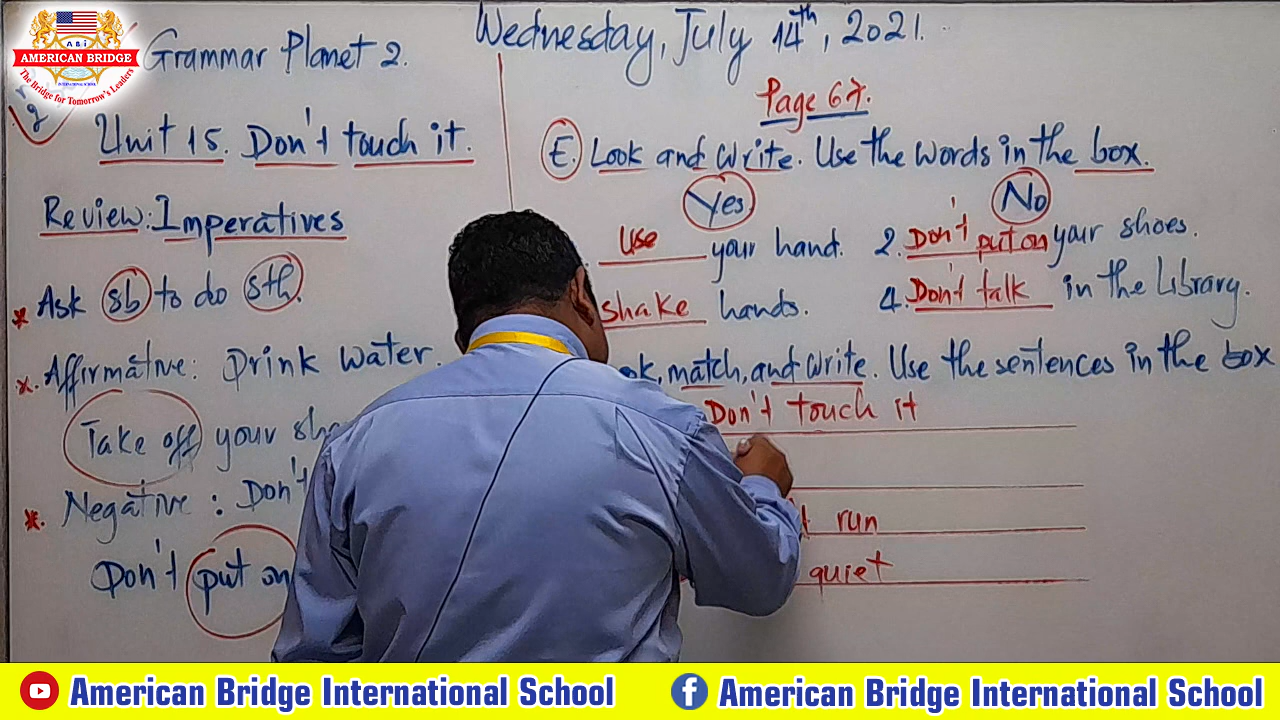 A B i
AMERICAN BRIDGE
INTERNATIONAL SCHOOL
The Bridge for Tomorrow's Leaders
Grammar Planet 2.
Wednesday, July 14th, 2021.
Unit 15. Don't touch it.
Review: Imperatives
* Ask sb to do sth.
* Affirmative: Drink water.
Take off your
* Negative: Don't
Don't put on
Page 67.
E. Look and write. Use the words in the box.
Yes
No
use your hand. 2. Don't put on your shoes.
shake hands. 4. Don't talk in the Library.
match, and write. Use the sentences in the box
Don't touch it
run
quiet
American Bridge International School
American Bridge International School